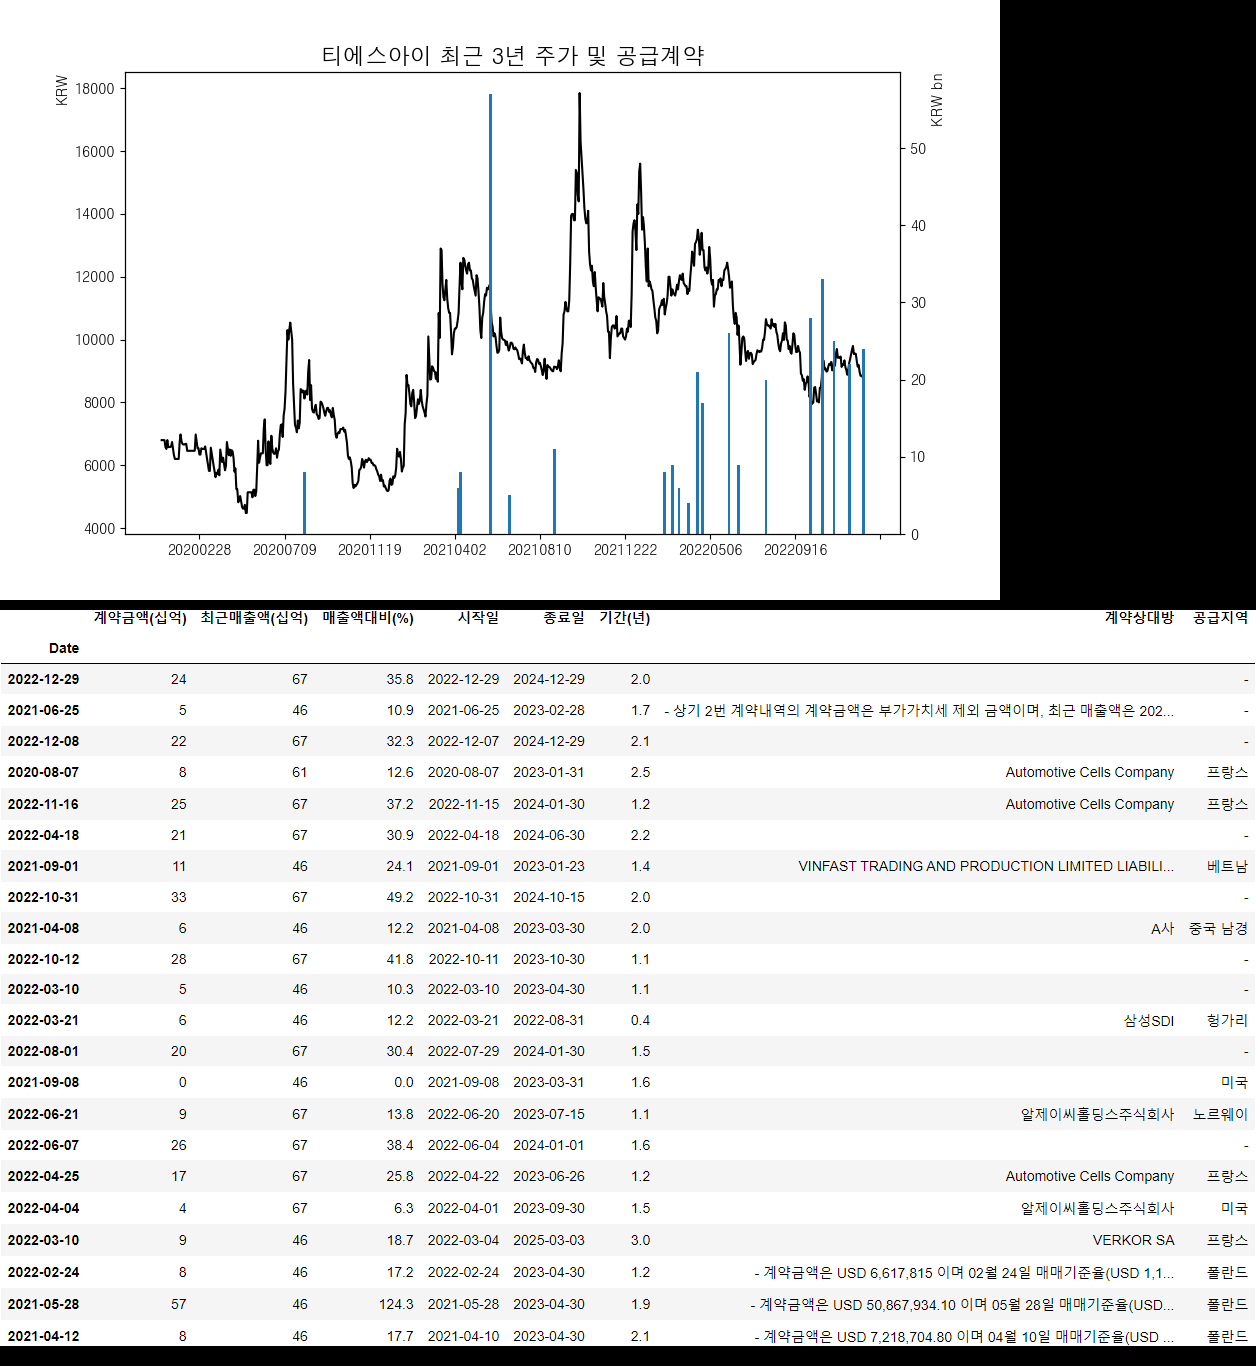 티에스아이 최근 3년 주가 및 공급계약
KRW
KRW bn
18000
16000
14000
12000
10000
8000
6000
4000
50
40
30
20
10
0
20200228 20200709 20201119 20210402 20210810 20211222 20220506 20220916
계약금액(십억) 최근매출액(십억) 매출액대비(%) 시작일 종료일 기간(년) 계약상대방 공급지역
Date
2022-12-29 24 67 35.8 2022-12-29 2024-12-29 2.0 -
2021-06-25 5 46 10.9 2021-06-25 2023-02-28 1.7 - 상기 2번 계약내역의 계약금액은 부가가치세 제외 금액이며, 최근 매출액은 202... -
2022-12-08 22 67 32.3 2022-12-07 2024-12-29 2.1 -
2020-08-07 8 61 12.6 2020-08-07 2023-01-31 2.5 Automotive Cells Company 프랑스
2022-11-16 25 67 37.2 2022-11-15 2024-01-30 1.2 Automotive Cells Company 프랑스
2022-04-18 21 67 30.9 2022-04-18 2024-06-30 2.2 -
2021-09-01 11 46 24.1 2021-09-01 2023-01-23 1.4 VINFAST TRADING AND PRODUCTION LIMITED LIABILI... 베트남
2022-10-31 33 67 49.2 2022-10-31 2024-10-15 2.0 -
2021-04-08 6 46 12.2 2021-04-08 2023-03-30 2.0 A사 중국 남경
2022-10-12 28 67 41.8 2022-10-11 2023-10-30 1.1 -
2022-03-10 5 46 10.3 2022-03-10 2023-04-30 1.1 -
2022-03-21 6 46 12.2 2022-03-21 2022-08-31 0.4 삼성SDI 헝가리
2022-08-01 20 67 30.4 2022-07-29 2024-01-30 1.5 -
2021-09-08 0 46 0.0 2021-09-08 2023-03-31 1.6 미국
2022-06-21 9 67 13.8 2022-06-20 2023-07-15 1.1 알제이씨홀딩스주식회사 노르웨이
2022-06-07 26 67 38.4 2022-06-04 2024-01-01 1.6 -
2022-04-25 17 67 25.8 2022-04-22 2023-06-26 1.2 Automotive Cells Company 프랑스
2022-04-04 4 67 6.3 2022-04-01 2023-09-30 1.5 알제이씨홀딩스주식회사 미국
2022-03-10 9 46 18.7 2022-03-04 2025-03-03 3.0 VERKOR SA 프랑스
2022-02-24 8 46 17.2 2022-02-24 2023-04-30 1.2 - 계약금액은 USD 6,617,815 이며 02월 24일 매매기준율(USD 1,1... 폴란드
2021-05-28 57 46 124.3 2021-05-28 2023-04-30 1.9 - 계약금액은 USD 50,867,934.10 이며 05월 28일 매매기준율(USD... 폴란드
2021-04-12 8 46 17.7 2021-04-10 2023-04-30 2.1 - 계약금액은 USD 7,218,704.80 이며 04월 10일 매매기준율(USD ... 폴란드